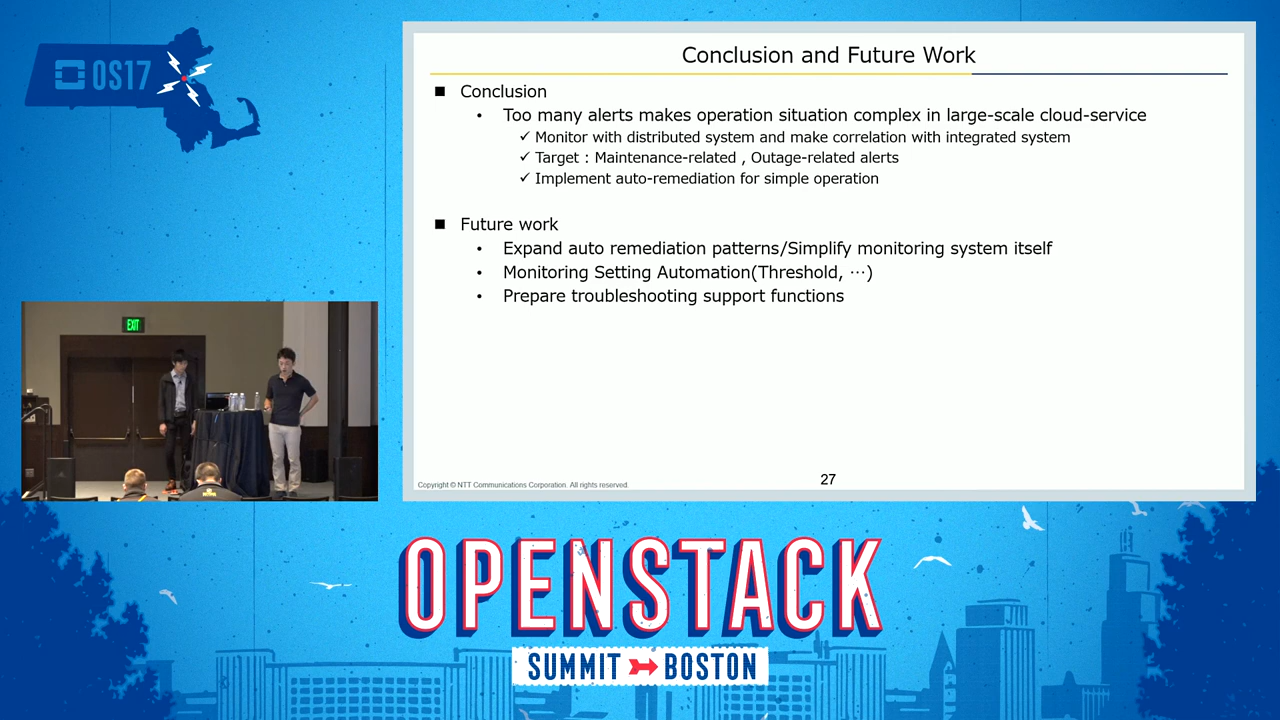 OS17
Conclusion and Future Work
■ Conclusion
• Too many alerts makes operation situation complex in large-scale cloud-service
✓ Monitor with distributed system and make correlation with integrated system
✓ Target : Maintenance-related , Outage-related alerts
✓ Implement auto-remediation for simple operation
■ Future work
• Expand auto remediation patterns/Simplify monitoring system itself
• Monitoring Setting Automation(Threshold, ⋯)
• Prepare troubleshooting support functions
Copyright © NTT Communications Corporation. All rights reserved.
27
EXIT
OPENSTACK
SUMMIT BOSTON